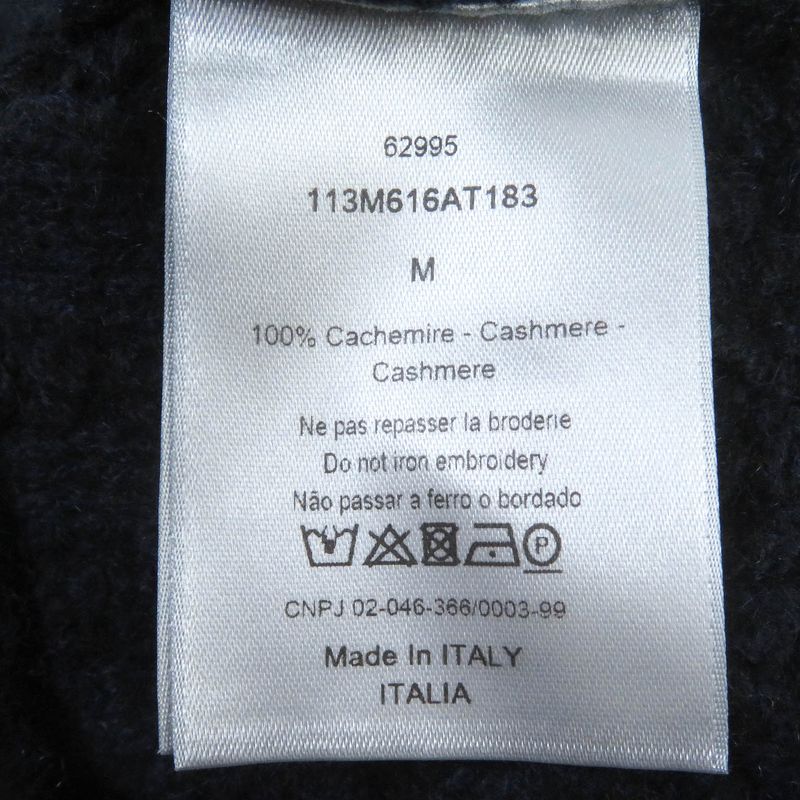 62995
113M616AT183
M
100% Cachemire - Cashmere -
Cashmere
Ne pas repasser la broderie
Do not iron embroidery
Não passar a ferro o bordado
P
CNPJ 02-046-366/0003-99
Made In ITALY
ITALIA